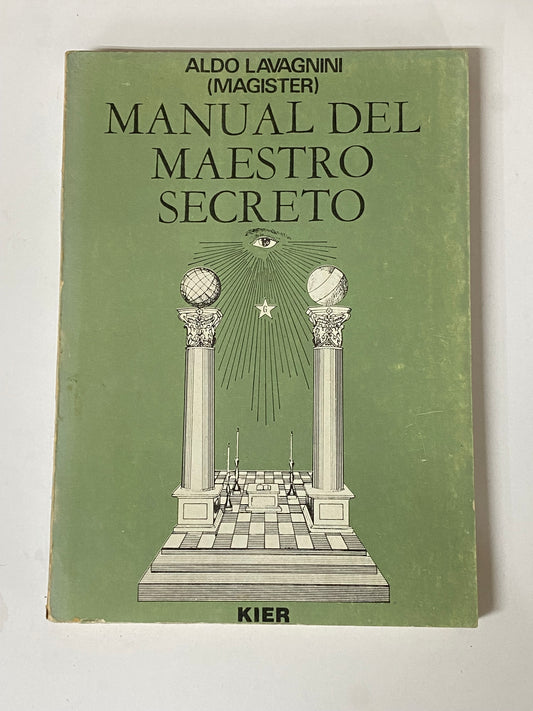 ALDO LAVAGNINI
(MAGISTER)
MANUAL DEL
MAESTRO
SECRETO
G
KIER